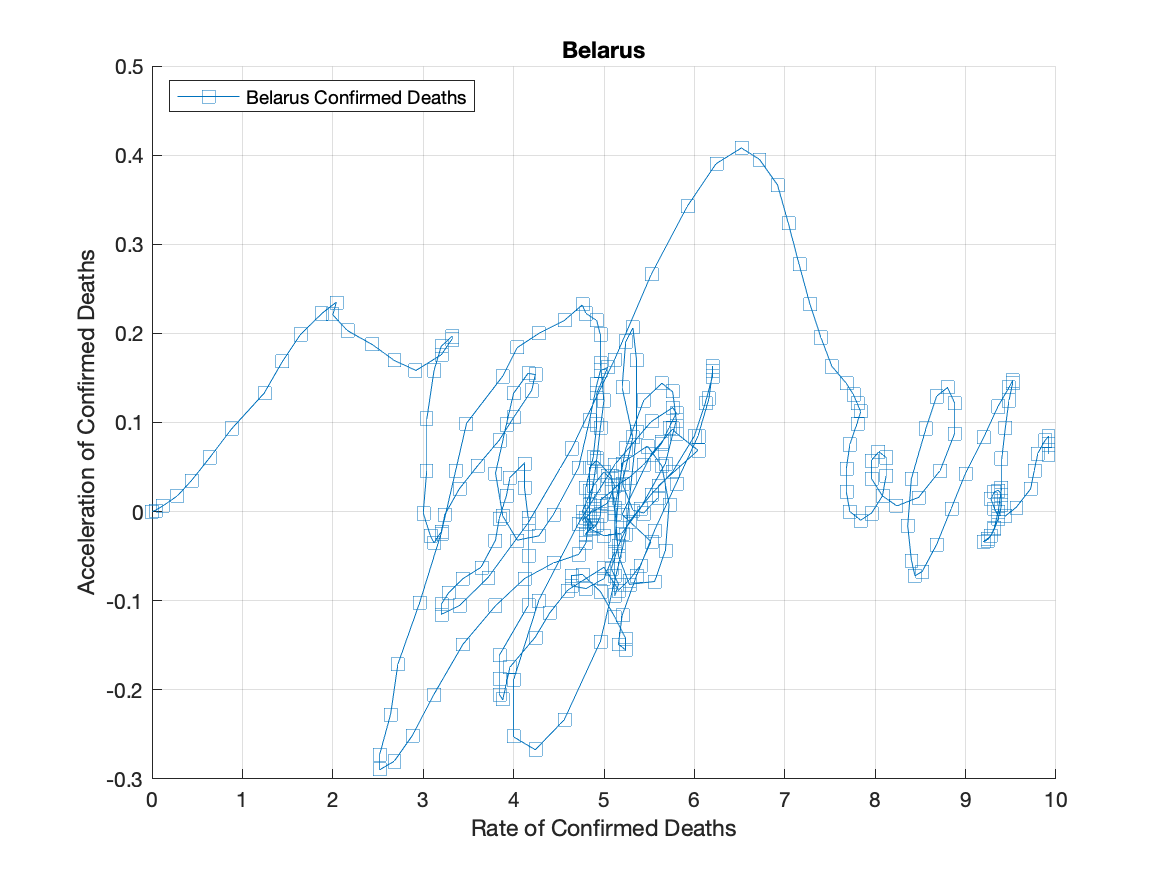 Belarus
Belarus Confirmed Deaths
Acceleration of Confirmed Deaths
0.5
0.4
0.3
0.2
0.1
0
-0.1
-0.2
-0.3
0 1 2 3 4 5 6 7 8 9 10
Rate of Confirmed Deaths